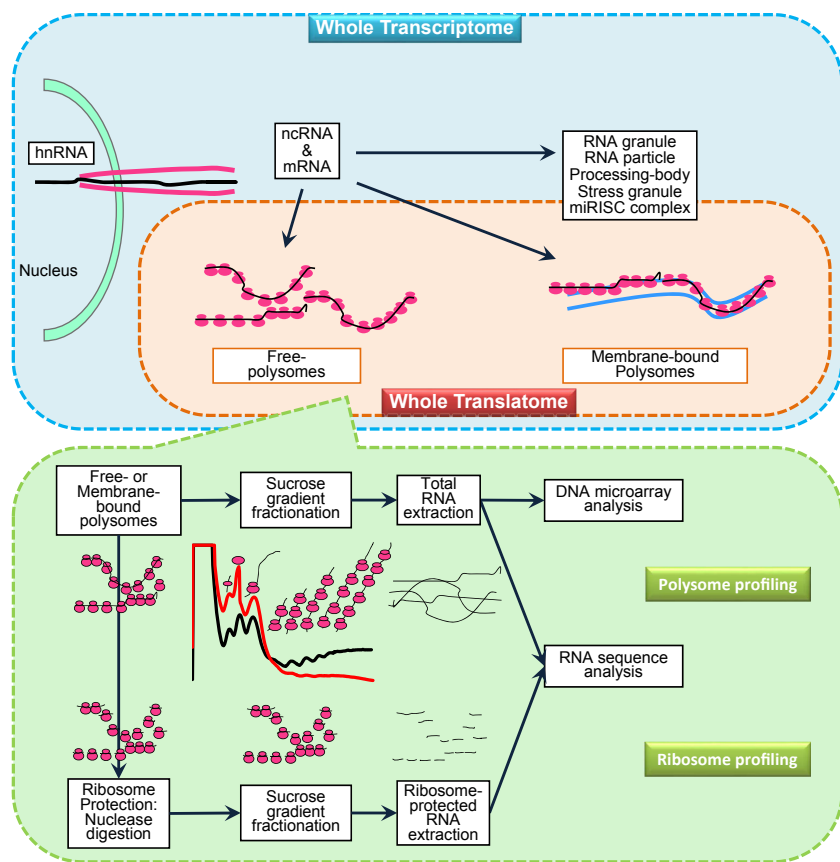 Whole Transcriptome
hnRNA
ncRNA
&
mRNA
RNA granule
RNA particle
Processing-body
Stress granule
miRISC complex
Nucleus
Free-
polysomes
Membrane-bound
Polysomes
Whole Translatome
Free- or
Membrane-
bound
polysomes
Sucrose
gradient
fractionation
Total
RNA
extraction
DNA microarray
analysis
Polysome profiling
RNA sequence
analysis
Ribosome profiling
Ribosome
Protection:
Nuclease
digestion
Sucrose
gradient
fractionation
Ribosome-
protected
RNA
extraction